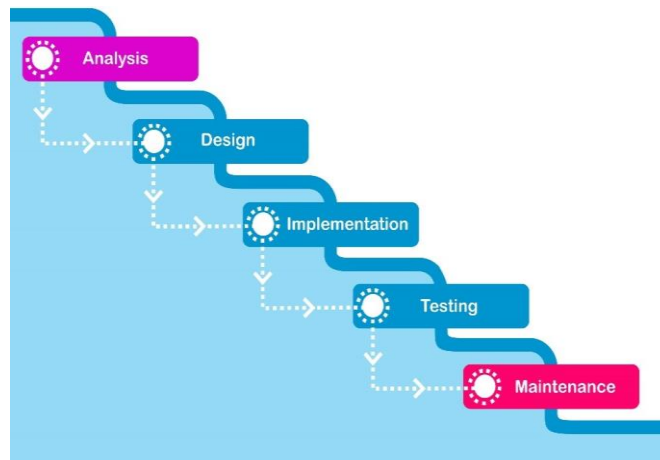 Analysis
Design
Implementation
Testing
Maintenance